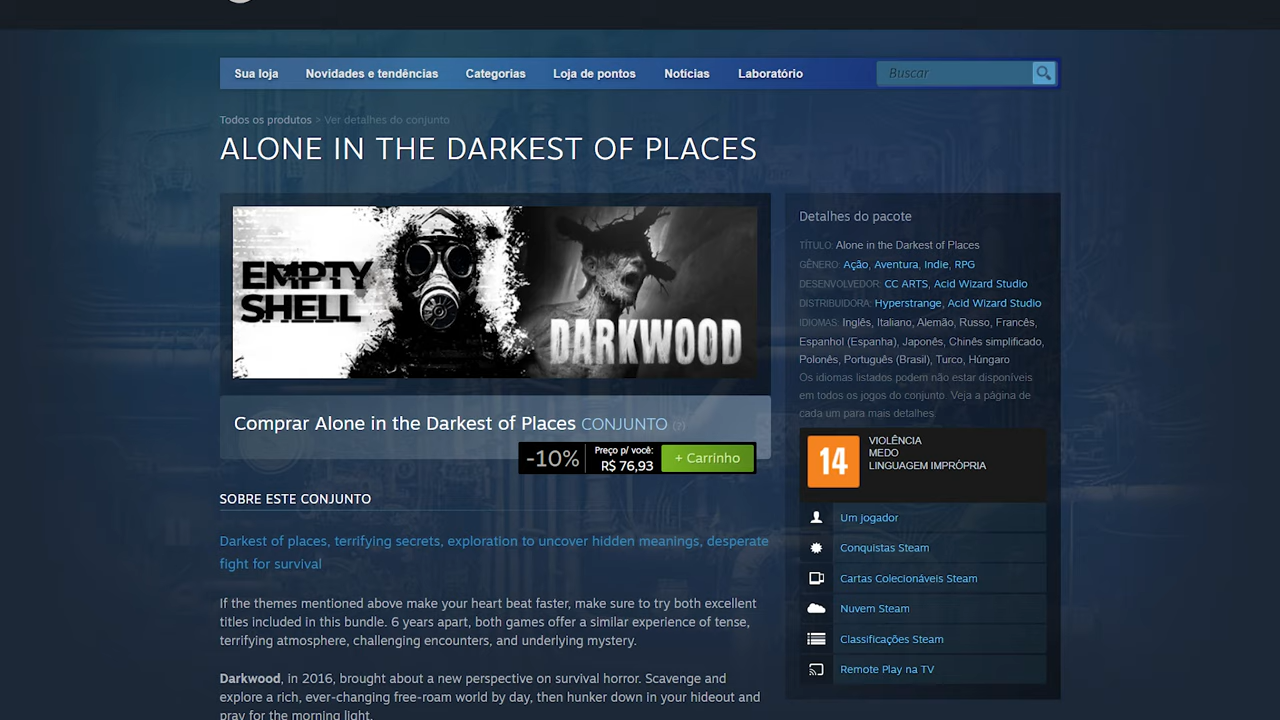 Sua loja Novidades e tendências Categorias Loja de pontos Notícias Laboratório Buscar
Todos os produtos > Ver detalhes do conjunto
ALONE IN THE DARKEST OF PLACES
EMPTY
SHELL
DARKWOOD
Comprar Alone in the Darkest of Places CONJUNTO (?)
-10%
Preço p/ você:
R$ 76,93
+ Carrinho
SOBRE ESTE CONJUNTO
Darkest of places, terrifying secrets, exploration to uncover hidden meanings, desperate
fight for survival
If the themes mentioned above make your heart beat faster, make sure to try both excellent
titles included in this bundle. 6 years apart, both games offer a similar experience of tense,
terrifying atmosphere, challenging encounters, and underlying mystery.
Darkwood, in 2016, brought about a new perspective on survival horror. Scavenge and
explore a rich, ever-changing free-roam world by day, then hunker down in your hideout and
pray for the morning light.
Detalhes do pacote
TÍTULO: Alone in the Darkest of Places
GÊNERO: Ação, Aventura, Indie, RPG
DESENVOLVEDOR: CC ARTS, Acid Wizard Studio
DISTRIBUIDORA: Hyperstrange, Acid Wizard Studio
IDIOMAS: Inglês, Italiano, Alemão, Russo, Francês,
Espanhol (Espanha), Japonês, Chinês simplificado,
Polonês, Português (Brasil), Turco, Húngaro
Os idiomas listados podem não estar disponíveis
em todos os jogos do conjunto. Veja a página de
cada um para mais detalhes.
14
VIOLÊNCIA
MEDO
LINGUAGEM IMPRÓPRIA
Um jogador
Conquistas Steam
Cartas Colecionáveis Steam
Nuvem Steam
Classificações Steam
Remote Play na TV